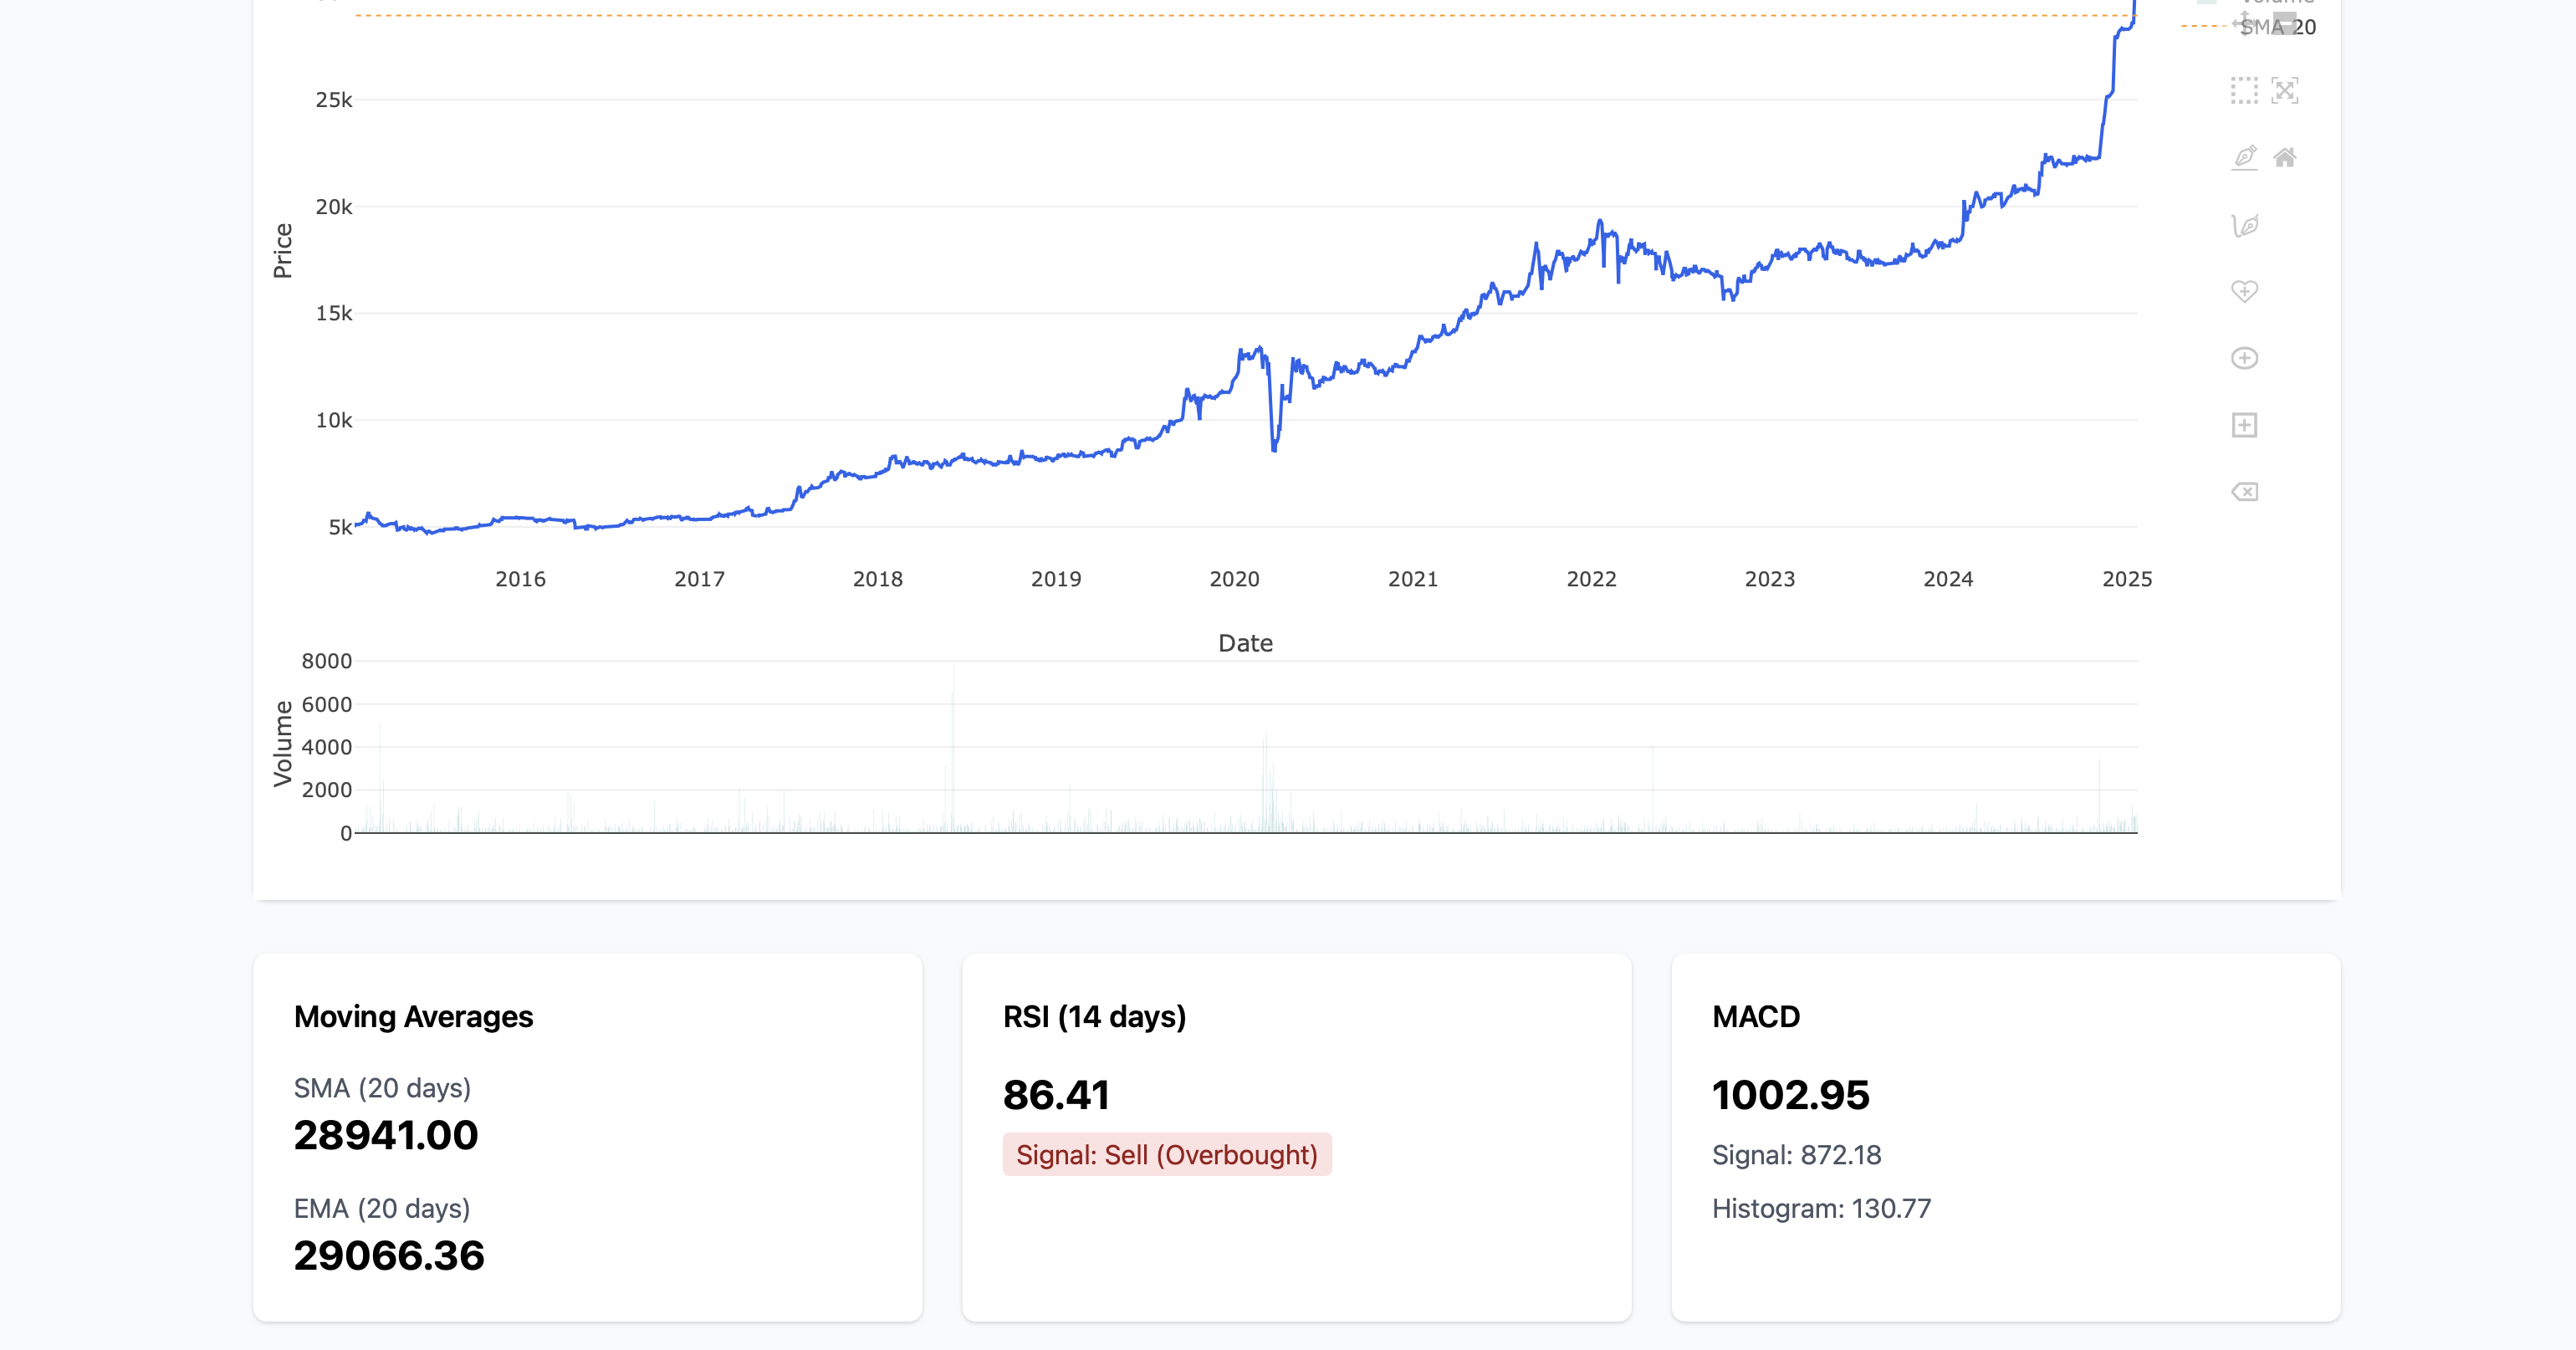 SMA 20
25k
20k
15k
10k
5k
Price
2016 2017 2018 2019 2020 2021 2022 2023 2024 2025
Date
8000
6000
4000
2000
0
Volume
Moving Averages
SMA (20 days)
28941.00
EMA (20 days)
29066.36
RSI (14 days)
86.41
Signal: Sell (Overbought)
MACD
1002.95
Signal: 872.18
Histogram: 130.77